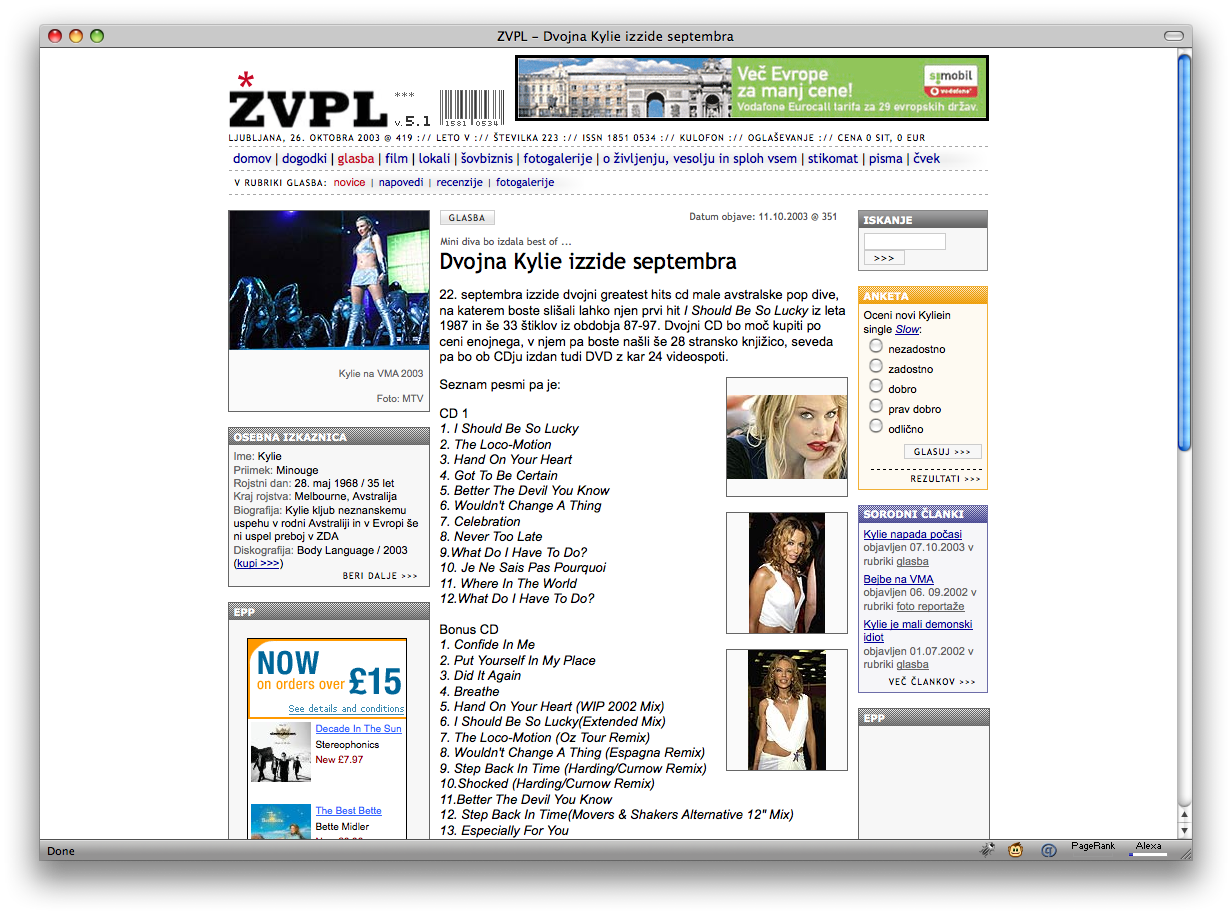 ZVPL – Dvojna Kylie izzide septembra
*
ZVPL
***
v.5.1
1581 0534
Več Evrope
za manj cene!
Vodafone Eurocall tarifa za 29 evropskih držav.
si.mobil
vodafone
LJUBLJANA, 26. OKTOBRA 2003 @ 419 :// LETO V :// ŠTEVILKA 223 :// ISSN 1851 0534 :// KULOFON :// OGLAŠEVANJE :// CENA 0 SIT, 0 EUR
domov | dogodki | glasba | film | lokali | šovbiznis | fotogalerije | o življenju, vesolju in sploh vsem | stikomat | pisma | čvek
V RUBRIKI GLASBA: novice | napovedi | recenzije | fotogalerije
Kylie na VMA 2003
Foto: MTV
OSEBNA IZKAZNICA
Ime: Kylie
Priimek: Minouge
Rojstni dan: 28. maj 1968 / 35 let
Kraj rojstva: Melbourne, Avstralija
Biografija: Kylie kljub neznanskemu
uspehu v rodni Avstraliji in v Evropi še
ni uspel preboj v ZDA
Diskografija: Body Language / 2003
(kupi >>>)
BERI DALJE >>>
EPP
NOW
on orders over £15
See details and conditions
Decade In The Sun
Stereophonics
New £7.97
The Best Bette
Bette Midler
GLASBA
Datum objave: 11.10.2003 @ 351
Mini diva bo izdala best of ...
Dvojna Kylie izzide septembra
22. septembra izzide dvojni greatest hits cd male avstralske pop dive,
na katerem boste slišali lahko njen prvi hit I Should Be So Lucky iz leta
1987 in še 33 štiklov iz obdobja 87-97. Dvojni CD bo moč kupiti po
ceni enojnega, v njem pa boste našli še 28 stransko knjižico, seveda
pa bo ob CDju izdan tudi DVD z kar 24 videospoti.
Seznam pesmi pa je:
CD 1
1. I Should Be So Lucky
2. The Loco-Motion
3. Hand On Your Heart
4. Got To Be Certain
5. Better The Devil You Know
6. Wouldn't Change A Thing
7. Celebration
8. Never Too Late
9.What Do I Have To Do?
10. Je Ne Sais Pas Pourquoi
11. Where In The World
12.What Do I Have To Do?
Bonus CD
1. Confide In Me
2. Put Yourself In My Place
3. Did It Again
4. Breathe
5. Hand On Your Heart (WIP 2002 Mix)
6. I Should Be So Lucky(Extended Mix)
7. The Loco-Motion (Oz Tour Remix)
8. Wouldn't Change A Thing (Espagna Remix)
9. Step Back In Time (Harding/Curnow Remix)
10.Shocked (Harding/Curnow Remix)
11.Better The Devil You Know
12. Step Back In Time(Movers & Shakers Alternative 12" Mix)
13. Especially For You
ISKANJE
>>>
ANKETA
Oceni novi Kyliein
single Slow:
nezadostno
zadostno
dobro
prav dobro
odlično
GLASUJ >>>
REZULTATI >>>
SORODNI ČLANKI
Kylie napada počasi
objavljen 07.10.2003 v
rubriki glasba
Bejbe na VMA
objavljen 06. 09.2002 v
rubriki foto reportaže
Kylie je mali demonski
idiot
objavljen 01.07.2002 v
rubriki glasba
VEČ ČLANKOV >>>
EPP
Done
PageRank
Alexa